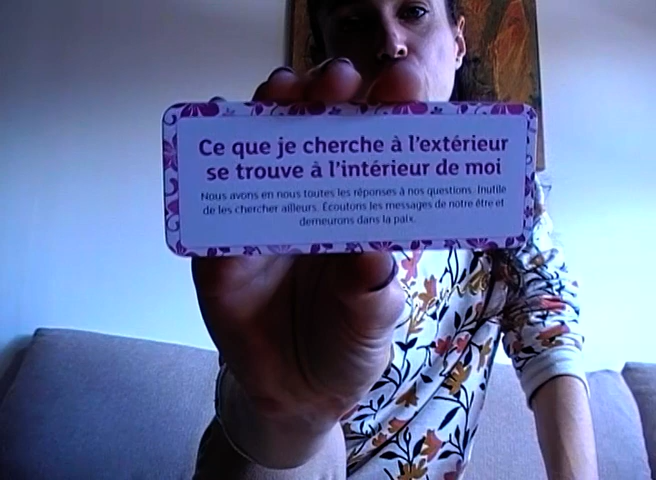 Ce que je cherche à l'extérieur
se trouve à l'intérieur de moi
Nous avons en nous toutes les réponses à nos questions. Inutile
de les chercher ailleurs. Écoutons les messages de notre être et
demeurons dans la paix.